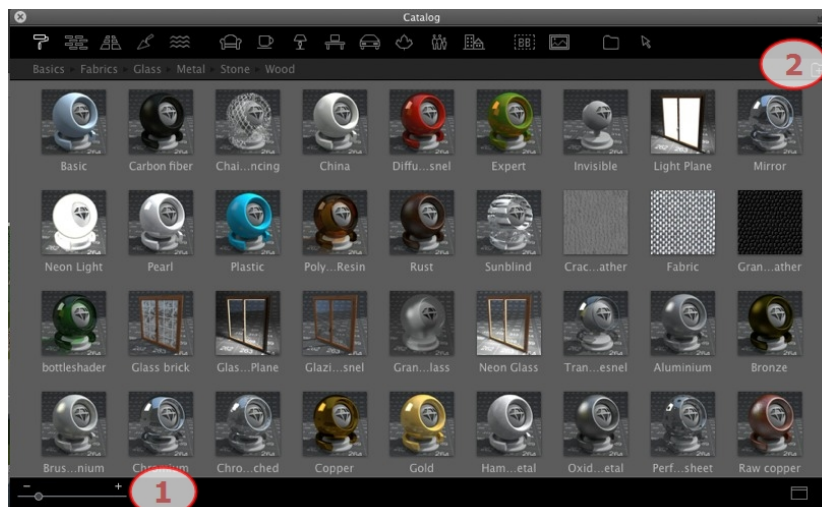 Catalog
BB
Basics Fabrics Glass Metal Stone Wood
2
Basic Carbon fiber Chai...ncing China Diffu...snel Expert Invisible Light Plane Mirror
Neon Light Pearl Plastic Poly...Resin Rust Sunblind Crac...ather Fabric Gran...ather
bottleshader Glass brick Glas...Plane Glazi...snel Gran...lass Neon Glass Tran...esnel Aluminium Bronze
Brus...nium Chromium Chro...ched Copper Gold Ham...etal Oxid...etal Perf...sheet Raw copper
- + 1